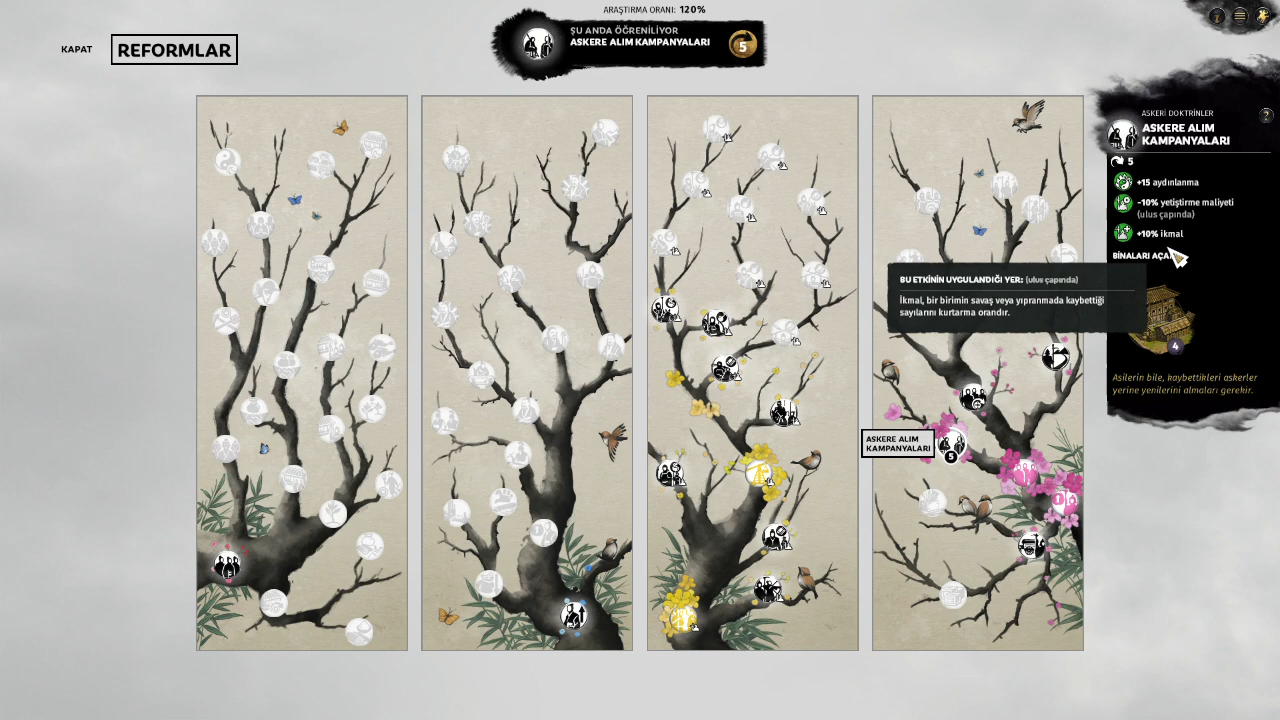 ARAŞTIRMA ORANI: 120%
ŞU ANDA ÖĞRENİLİYOR
ASKERE ALIM KAMPANYALARI
5
KAPAT
REFORMLAR
ASKERİ DOKTRİNLER
?
ASKERE ALIM
KAMPANYALARI
5
+15 aydınlanma
-10% yetiştirme maliyeti
(ulus çapında)
+10% ikmal
BİNALARI AÇAR
BU ETKİNİN UYGULANDIĞI YER: (ulus çapında)
İkmal, bir birimin savaş veya yıpranmada kaybettiği
sayılarını kurtarma oranıdır.
4
Asilerin bile, kaybettikleri askerler
yerine yenilerini almaları gerekir.
ASKERE ALIM
KAMPANYALARI
5